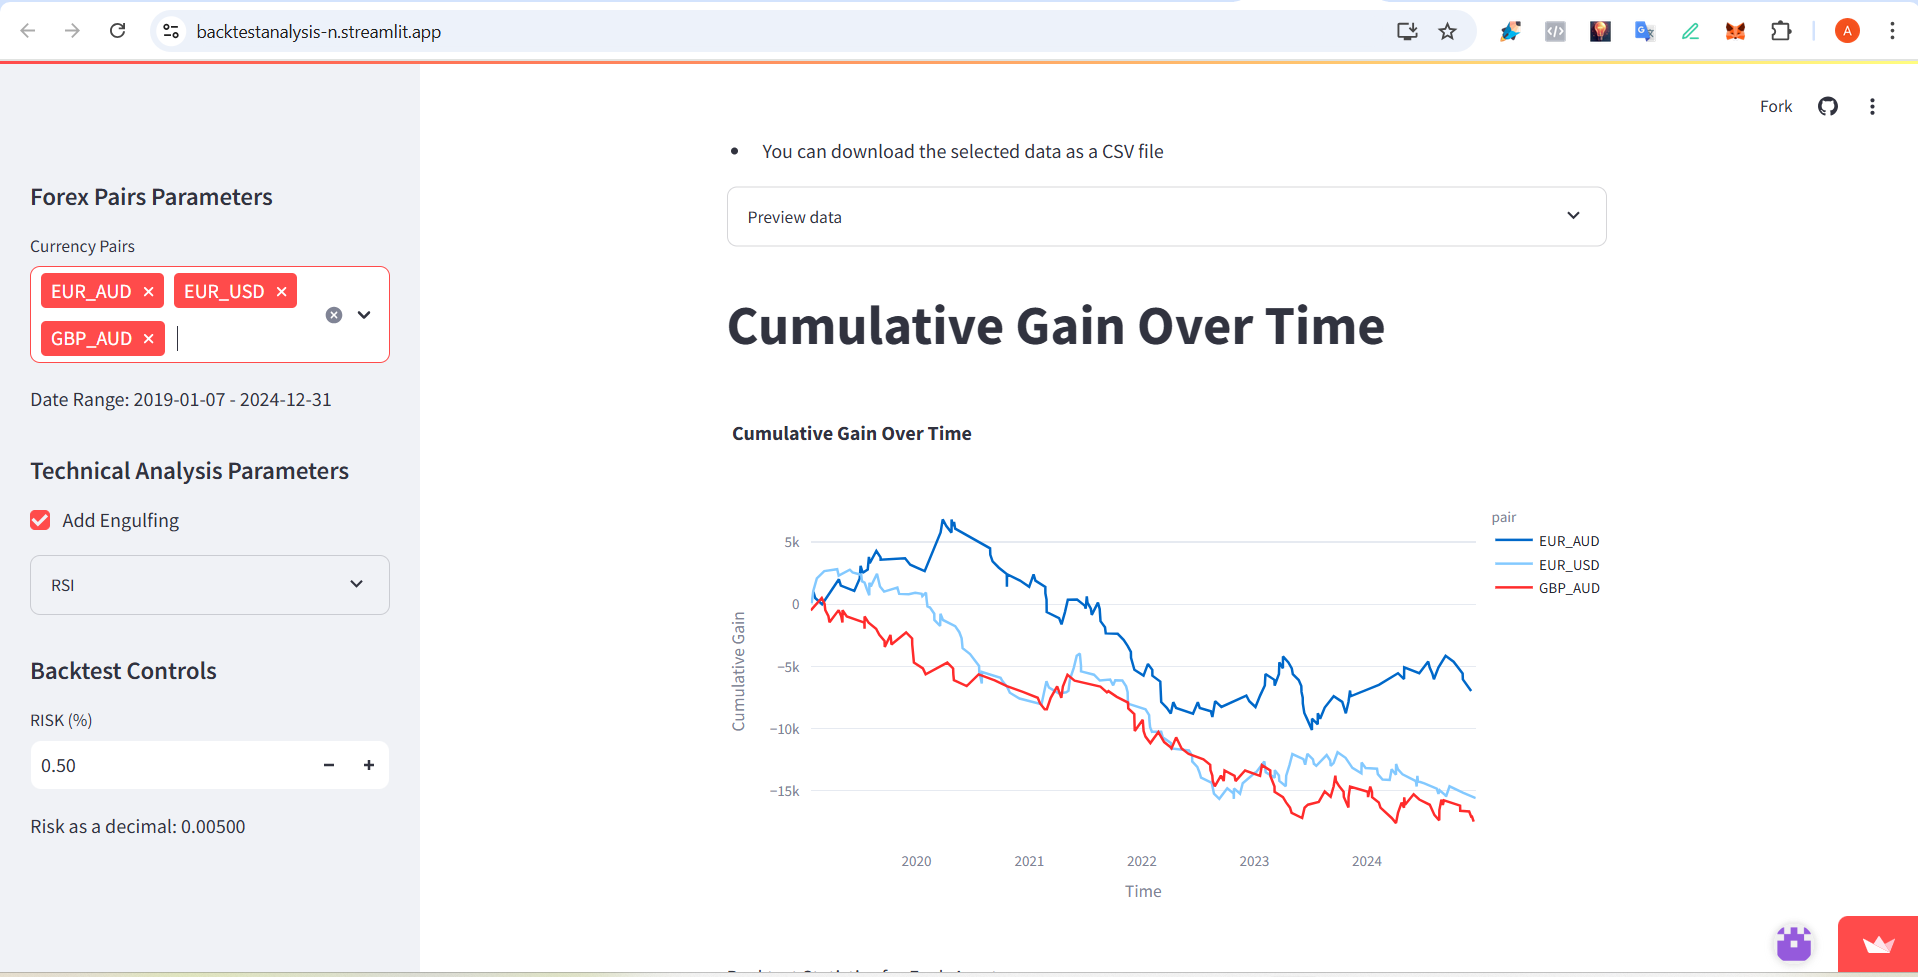 backtestanalysis-n.streamlit.app
A
Fork
Forex Pairs Parameters
Currency Pairs
EUR_AUD ×
EUR_USD ×
GBP_AUD ×
Date Range: 2019-01-07 - 2024-12-31
Technical Analysis Parameters
Add Engulfing
RSI
Backtest Controls
RISK (%)
0.50
Risk as a decimal: 0.00500
• You can download the selected data as a CSV file
Preview data
Cumulative Gain Over Time
Cumulative Gain Over Time
Cumulative Gain
5k
0
−5k
−10k
−15k
2020 2021 2022 2023 2024
Time
pair
EUR_AUD
EUR_USD
GBP_AUD